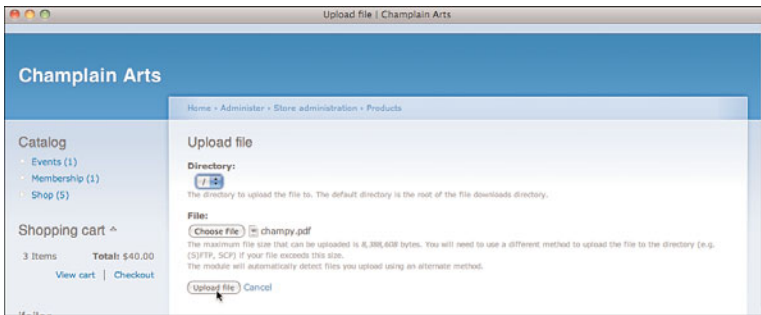 Upload file | Champlain Arts
Champlain Arts
Home › Administer › Store administration › Products
Catalog
Events (1)
Membership (1)
Shop (5)
Shopping cart ^
3 Items Total: $40.00
View cart | Checkout
Upload file
Directory:
/
The directory to upload the file to. The default directory is the root of the file downloads directory.
File:
Choose File champy.pdf
The maximum file size that can be uploaded is 8,388,608 bytes. You will need to use a different method to upload the file to the directory (e.g.
(S)FTP, SCP) if your file exceeds this size.
The module will automatically detect files you upload using an alternate method.
Upload file Cancel